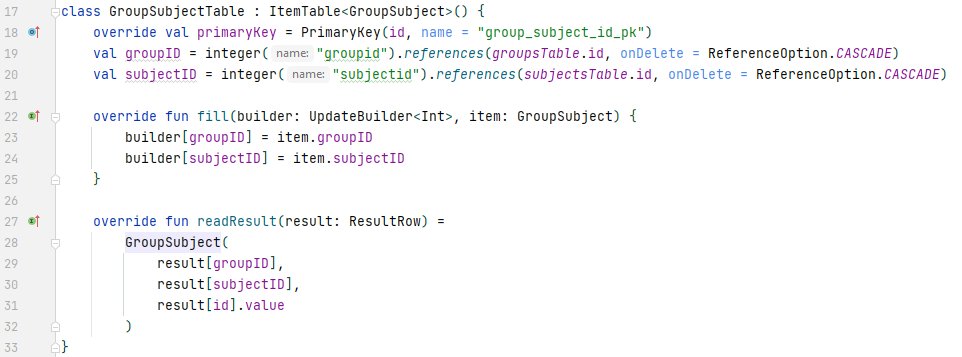 17 class GroupSubjectTable : ItemTable<GroupSubject>() {
18 override val primaryKey = PrimaryKey(id, name = "group_subject_id_pk")
19 val groupID = integer( name: "groupid").references(groupsTable.id, onDelete = ReferenceOption.CASCADE)
20 val subjectID = integer( name: "subjectid").references(subjectsTable.id, onDelete = ReferenceOption.CASCADE)
21
22 override fun fill(builder: UpdateBuilder<Int>, item: GroupSubject) {
23 builder[groupID] = item.groupID
24 builder[subjectID] = item.subjectID
25 }
26
27 override fun readResult(result: ResultRow) =
28 GroupSubject(
29 result[groupID],
30 result[subjectID],
31 result[id].value
32 )
33 }